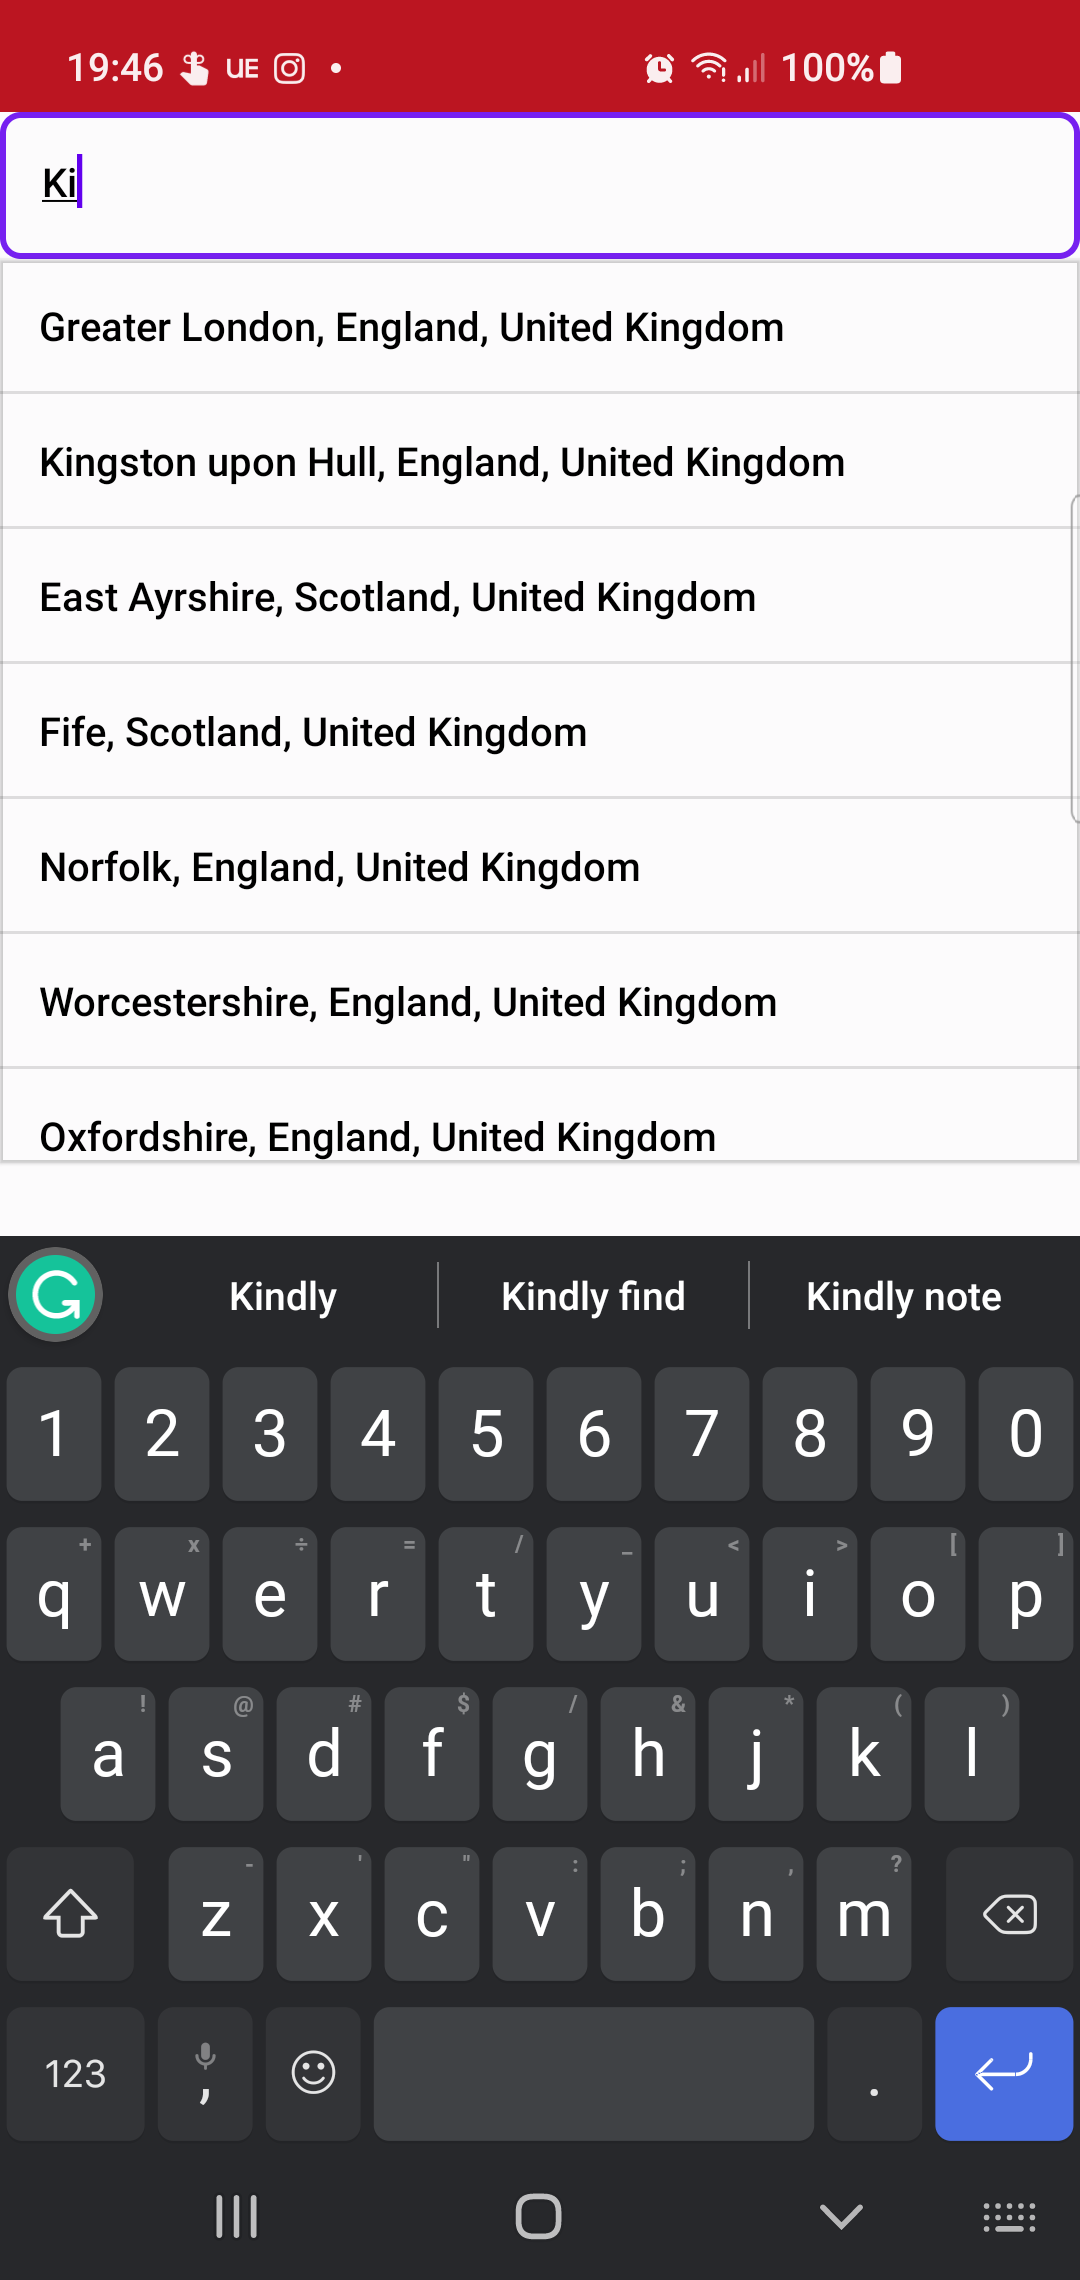 19:46 UE 100%
Ki
Greater London, England, United Kingdom
Kingston upon Hull, England, United Kingdom
East Ayrshire, Scotland, United Kingdom
Fife, Scotland, United Kingdom
Norfolk, England, United Kingdom
Worcestershire, England, United Kingdom
Oxfordshire, England, United Kingdom
Kindly Kindly find Kindly note
1 2 3 4 5 6 7 8 9 0
+ x ÷ = / _ < > [ ]
q w e r t y u i o p
! @ # $ / & * ( )
a s d f g h j k l
- ' " : ; , ?
z x c v b n m
123 , .